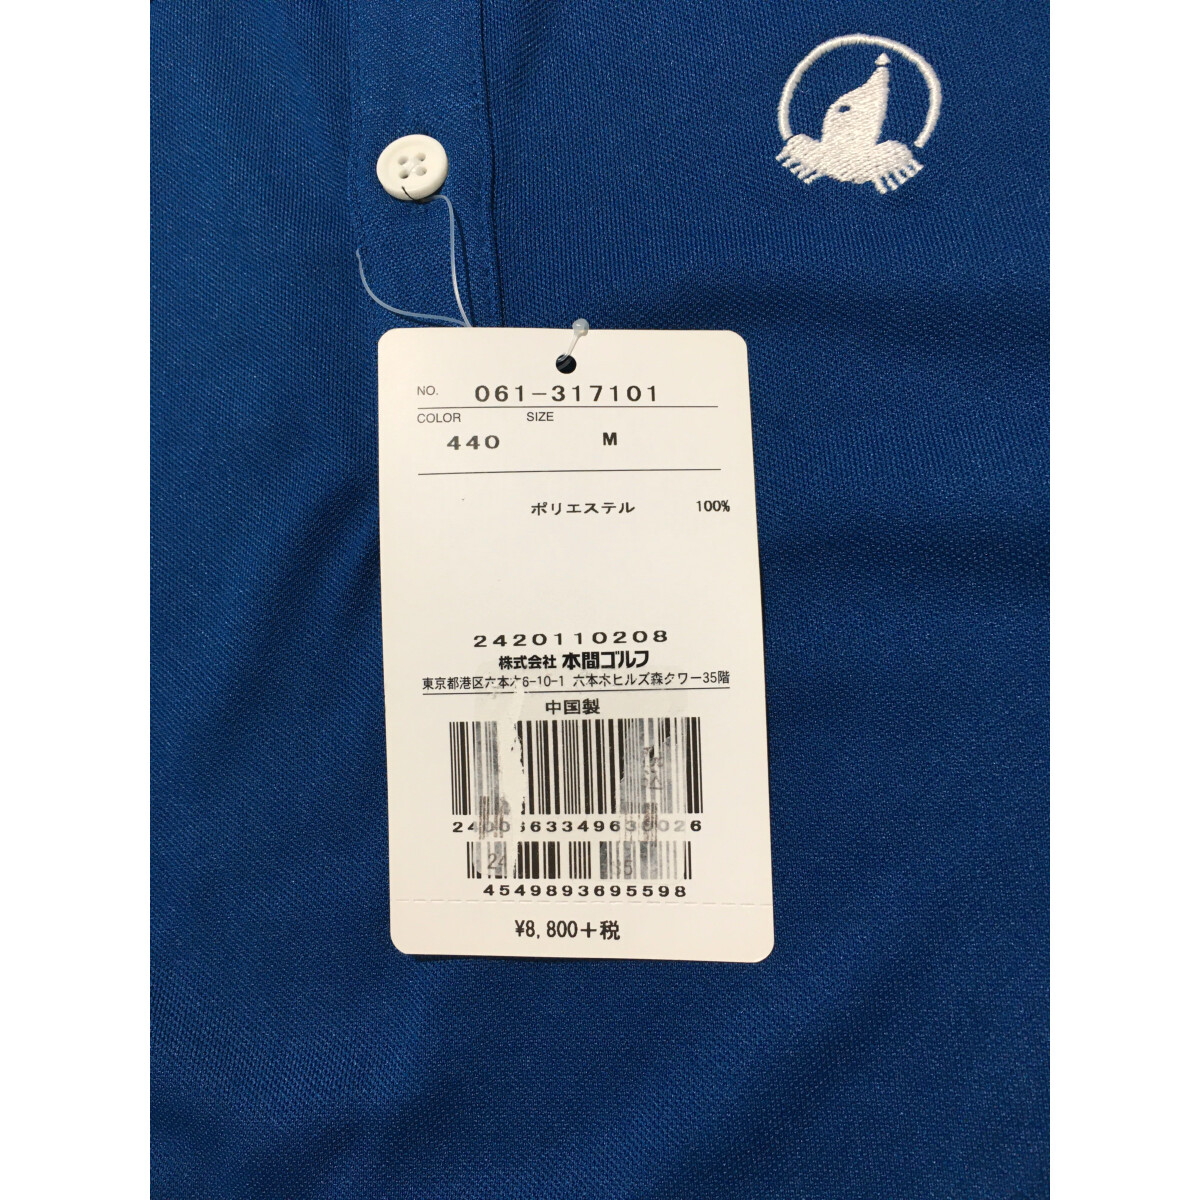 NO. 061-317101
COLOR SIZE
440 M
ポリエステル 100%
2420110208
株式会社 本間ゴルフ
東京都港区六本木6-10-1 六本木ヒルズ森タワー35階
中国製
4549893695598
¥8,800+税